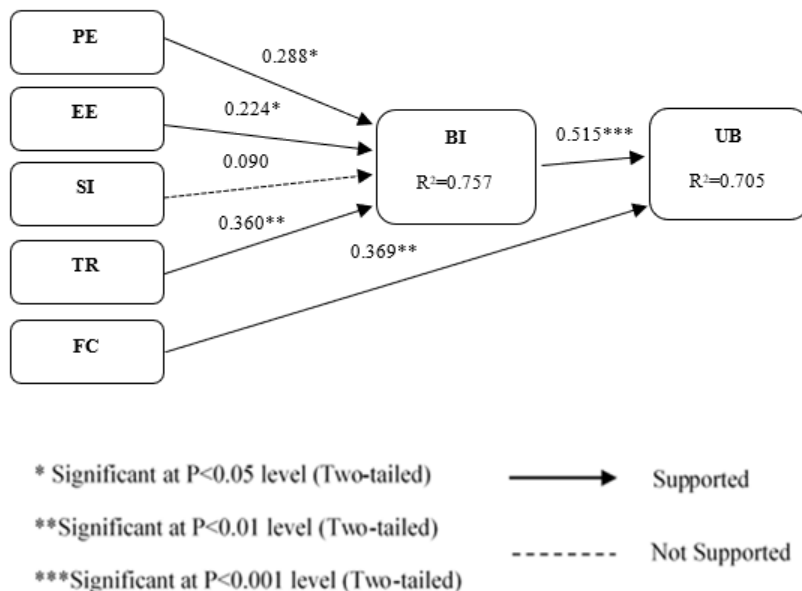 PE
0.288*
EE
0.224*
BI
R²=0.757
0.515***
UB
R²=0.705
SI
0.090
TR
0.360**
0.369**
FC
* Significant at P<0.05 level (Two-tailed)
Supported
**Significant at P<0.01 level (Two-tailed)
Not Supported
***Significant at P<0.001 level (Two-tailed)